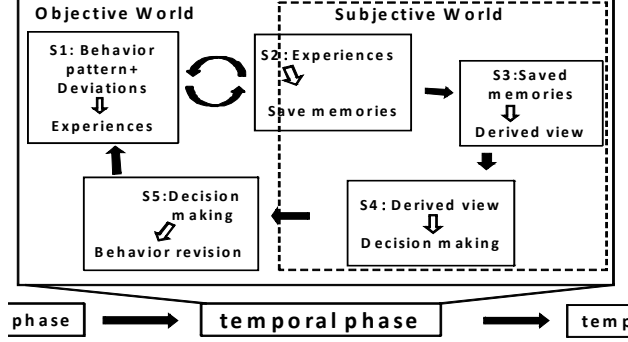 Objective World
Subjective World
S1: Behavior
pattern+
Deviations
Experiences
S2:Experiences
Save memories
S3:Saved
memories
Derived view
S4: Derived view
Decision making
S5:Decision
making
Behavior revision
phase
temporal phase
temp